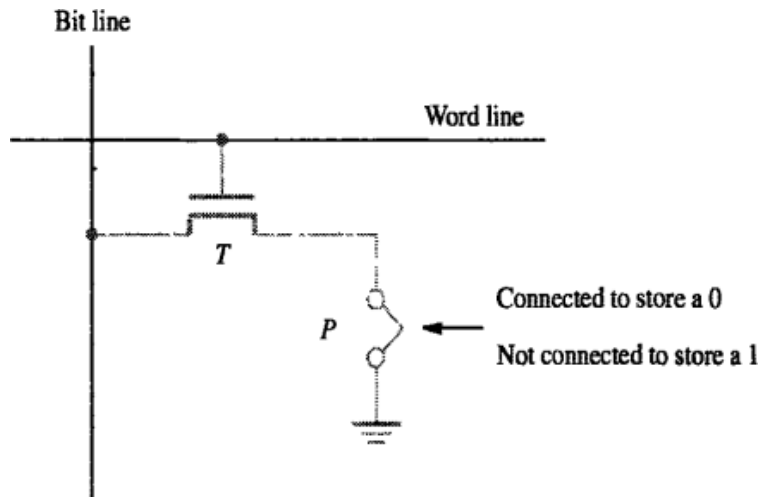 Bit line
Word line
T
P
Connected to store a 0
Not connected to store a 1